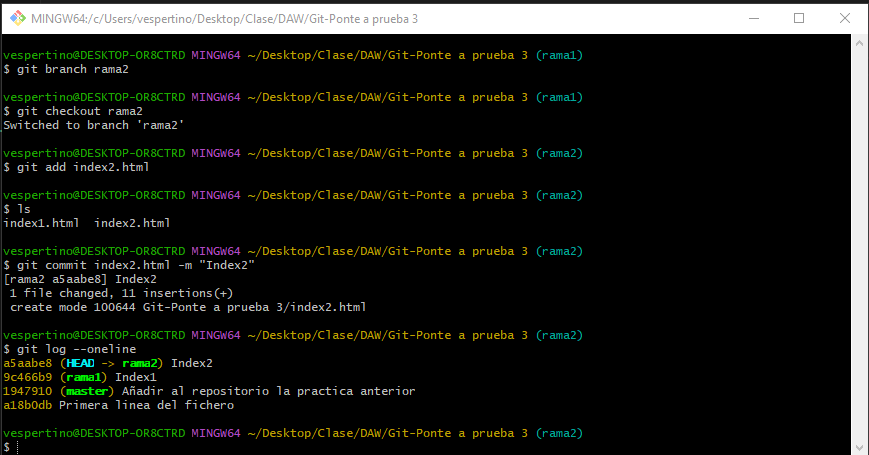 MINGW64:/c/Users/vespertino/Desktop/Clase/DAW/Git-Ponte a prueba 3
vespertino@DESKTOP-OR8CTRD MINGW64 ~/Desktop/Clase/DAW/Git-Ponte a prueba 3 (rama1)
$ git branch rama2
vespertino@DESKTOP-OR8CTRD MINGW64 ~/Desktop/Clase/DAW/Git-Ponte a prueba 3 (rama1)
$ git checkout rama2
Switched to branch 'rama2'
vespertino@DESKTOP-OR8CTRD MINGW64 ~/Desktop/Clase/DAW/Git-Ponte a prueba 3 (rama2)
$ git add index2.html
vespertino@DESKTOP-OR8CTRD MINGW64 ~/Desktop/Clase/DAW/Git-Ponte a prueba 3 (rama2)
$ ls
index1.html  index2.html
vespertino@DESKTOP-OR8CTRD MINGW64 ~/Desktop/Clase/DAW/Git-Ponte a prueba 3 (rama2)
$ git commit index2.html -m "Index2"
[rama2 a5aabe8] Index2
 1 file changed, 11 insertions(+)
 create mode 100644 Git-Ponte a prueba 3/index2.html
vespertino@DESKTOP-OR8CTRD MINGW64 ~/Desktop/Clase/DAW/Git-Ponte a prueba 3 (rama2)
$ git log --oneline
a5aabe8 (HEAD -> rama2) Index2
9c466b9 (rama1) Index1
1947910 (master) Añadir al repositorio la practica anterior
a18b0db Primera linea del fichero
vespertino@DESKTOP-OR8CTRD MINGW64 ~/Desktop/Clase/DAW/Git-Ponte a prueba 3 (rama2)
$